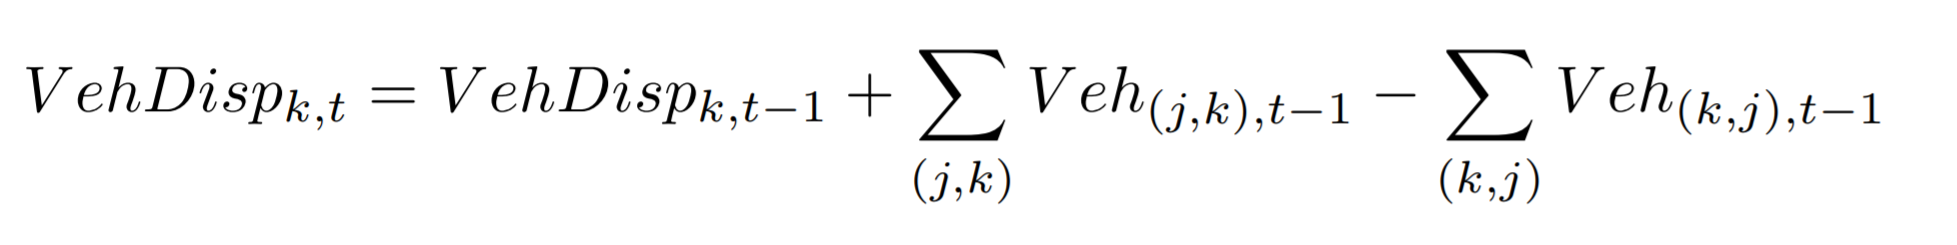 $VehDisp_{k,t} = VehDisp_{k,t-1} + \sum_{(j,k)} Veh_{(j,k),t-1} - \sum_{(k,j)} Veh_{(k,j),t-1}$